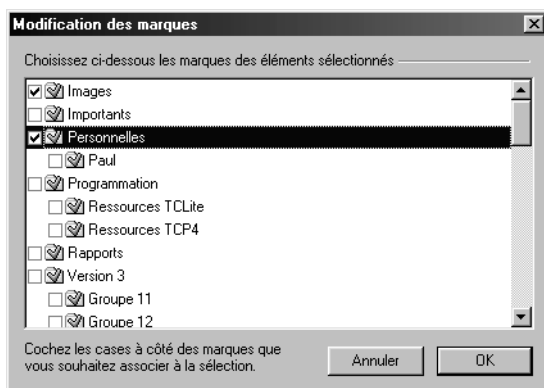 Modification des marques
Choisissez ci-dessous les marques des éléments sélectionnés
Images
Importants
Personnelles
Paul
Programmation
Ressources TCLite
Ressources TCP4
Rapports
Version 3
Groupe 11
Groupe 12
Cochez les cases à côté des marques que
vous souhaitez associer à la sélection.
Annuler
OK